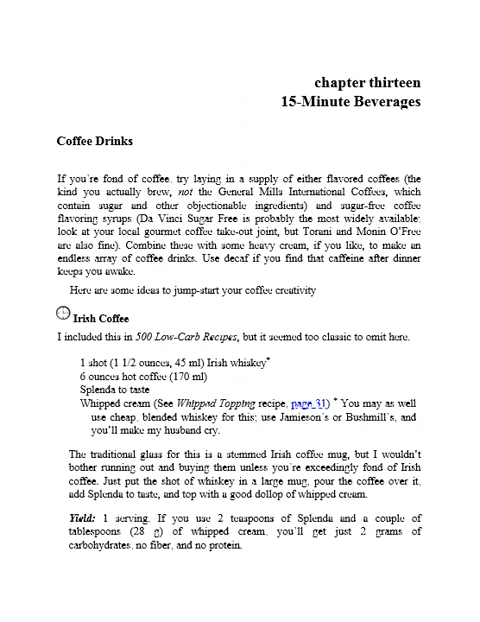 chapter thirteen
15-Minute Beverages
Coffee Drinks
If you're fond of coffee, try laying in a supply of either flavored coffees (the
kind you actually brew, not the General Mills International Coffees, which
contain sugar and other objectionable ingredients) and sugar-free coffee
flavoring syrups (Da Vinci Sugar Free is probably the most widely available;
look at your local gourmet coffee take-out joint, but Torani and Monin O'Free
are also fine). Combine these with some heavy cream, if you like, to make an
endless array of coffee drinks. Use decaf if you find that caffeine after dinner
keeps you awake.
Here are some ideas to jump-start your coffee creativity
Irish Coffee
I included this in 500 Low-Carb Recipes, but it seemed too classic to omit here.
1 shot (1 1/2 ounces, 45 ml) Irish whiskey*
6 ounces hot coffee (170 ml)
Splenda to taste
Whipped cream (See Whipped Topping recipe, page 31) * You may as well
use cheap, blended whiskey for this; use Jamieson's or Bushmill's, and
you'll make my husband cry.
The traditional glass for this is a stemmed Irish coffee mug, but I wouldn't
bother running out and buying them unless you're exceedingly fond of Irish
coffee. Just put the shot of whiskey in a large mug, pour the coffee over it,
add Splenda to taste, and top with a good dollop of whipped cream.
Yield: 1 serving. If you use 2 teaspoons of Splenda and a couple of
tablespoons (28 g) of whipped cream, you'll get just 2 grams of
carbohydrates, no fiber, and no protein.